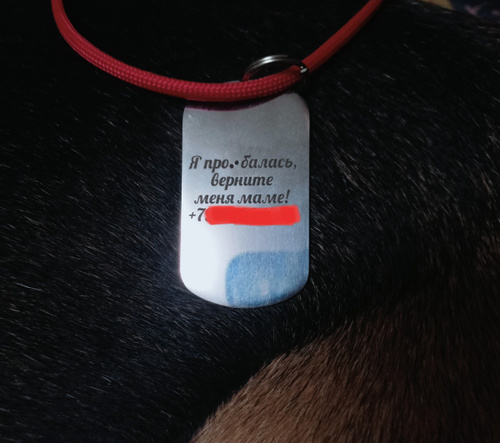 Я про••балась,
верните
меня маме!
+7